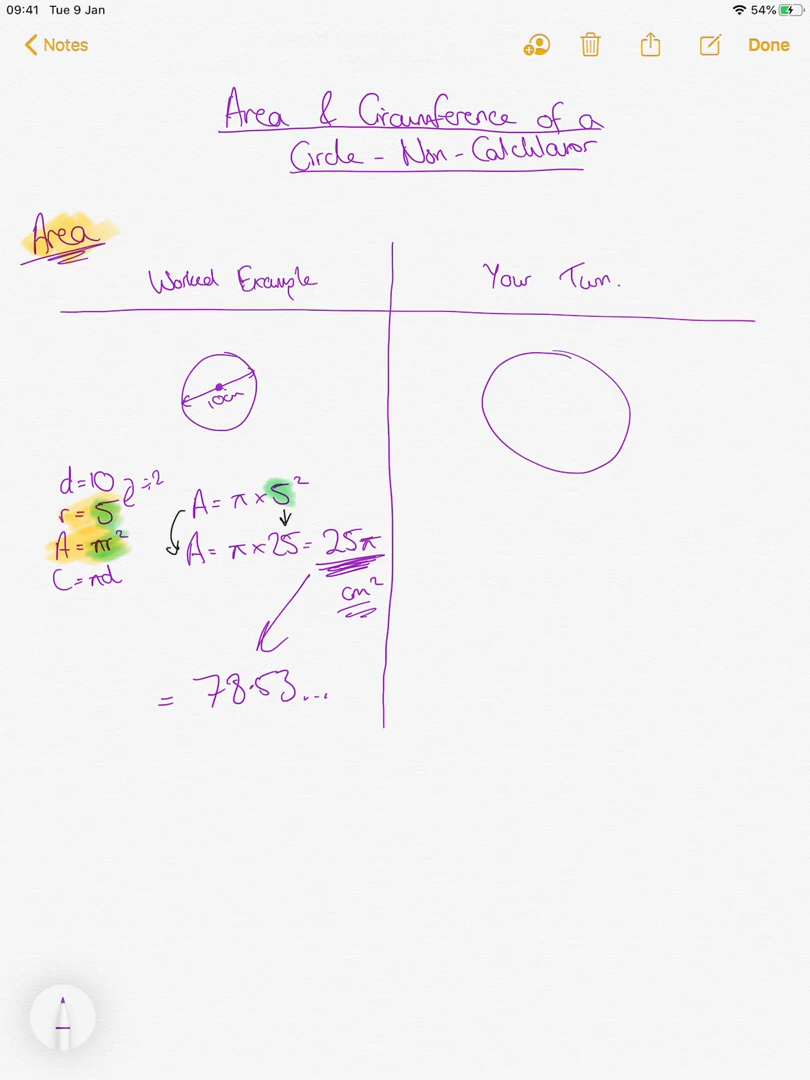 09:41 Tue 9 Jan
54%
Notes
Done
Area & Circumference of a
Circle - Non-Calculator
Area
Worked Example
Your Turn.
10cm
d=10
÷2
r=5
A=πr²
C=πd
A=π×5²
A=π×25=25π
cm²
=78.53...